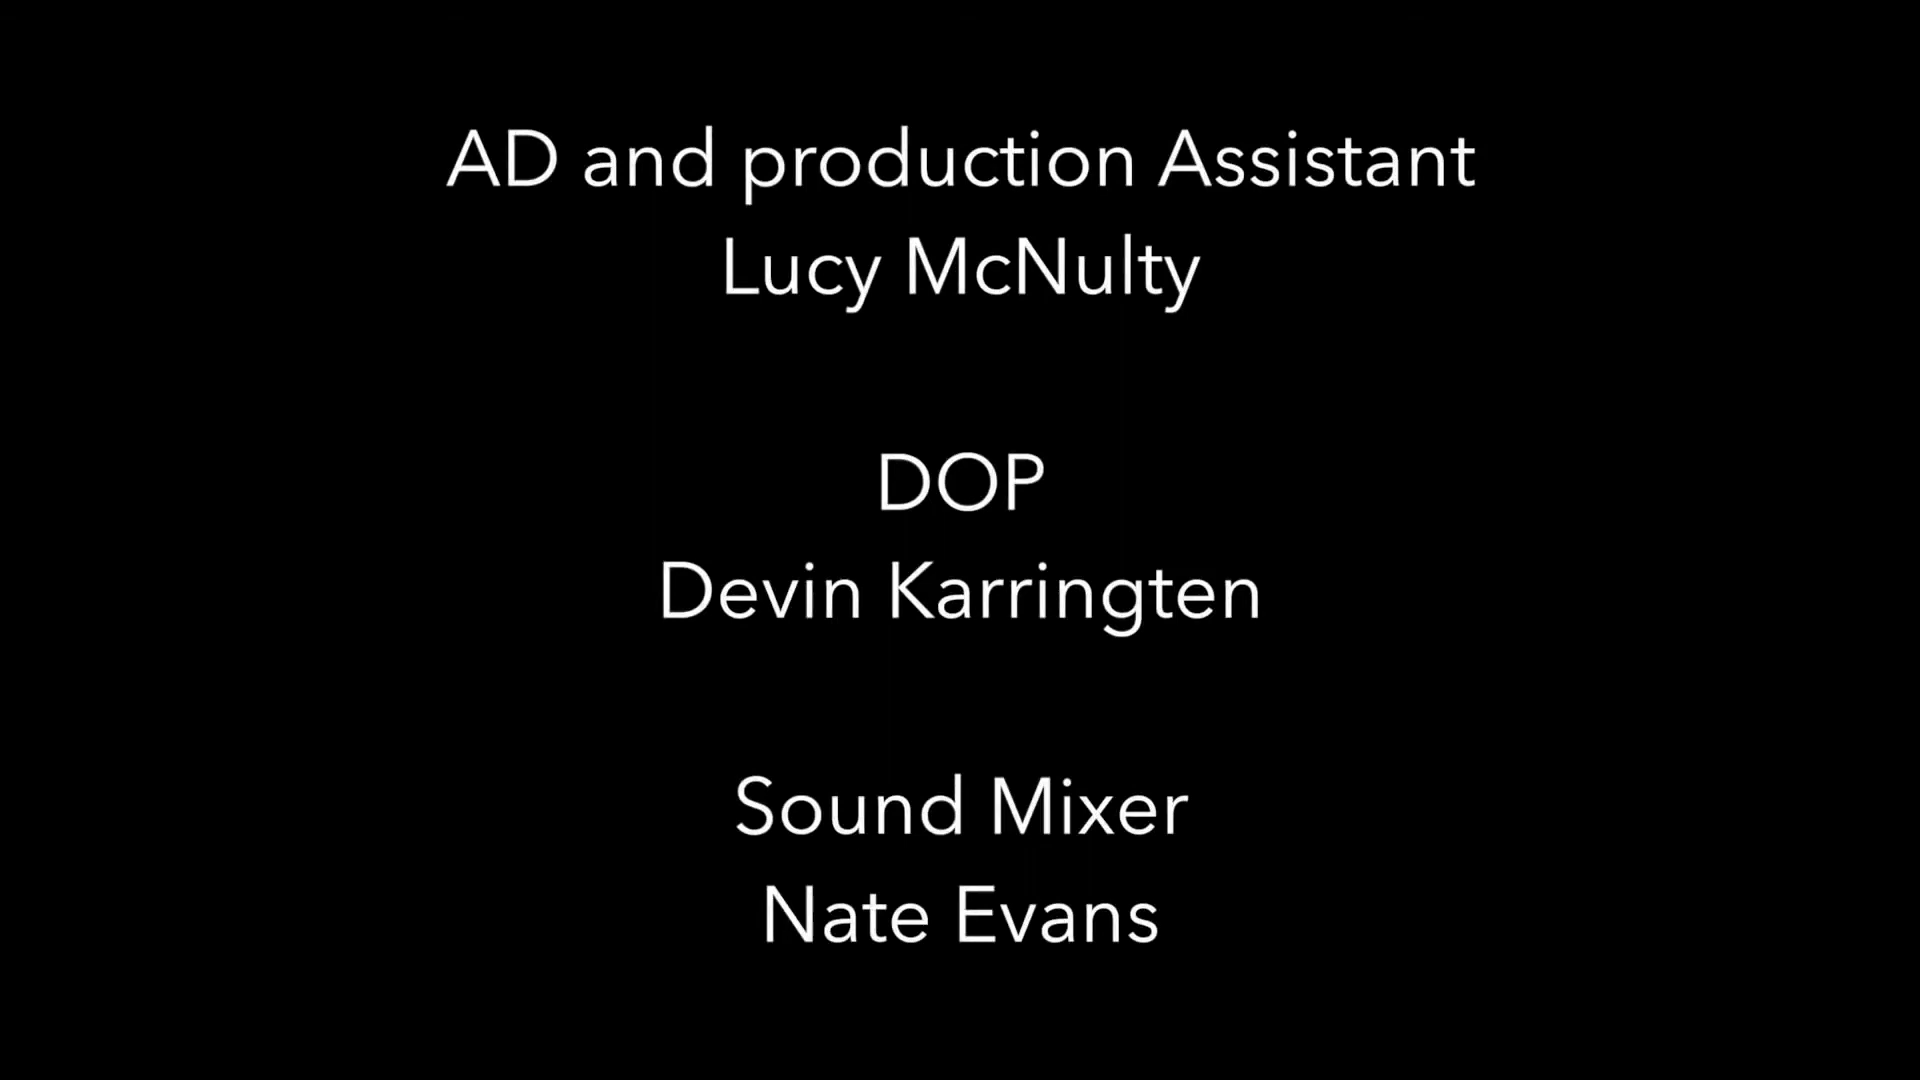 AD and production Assistant
Lucy McNulty
DOP
Devin Karringten
Sound Mixer
Nate Evans